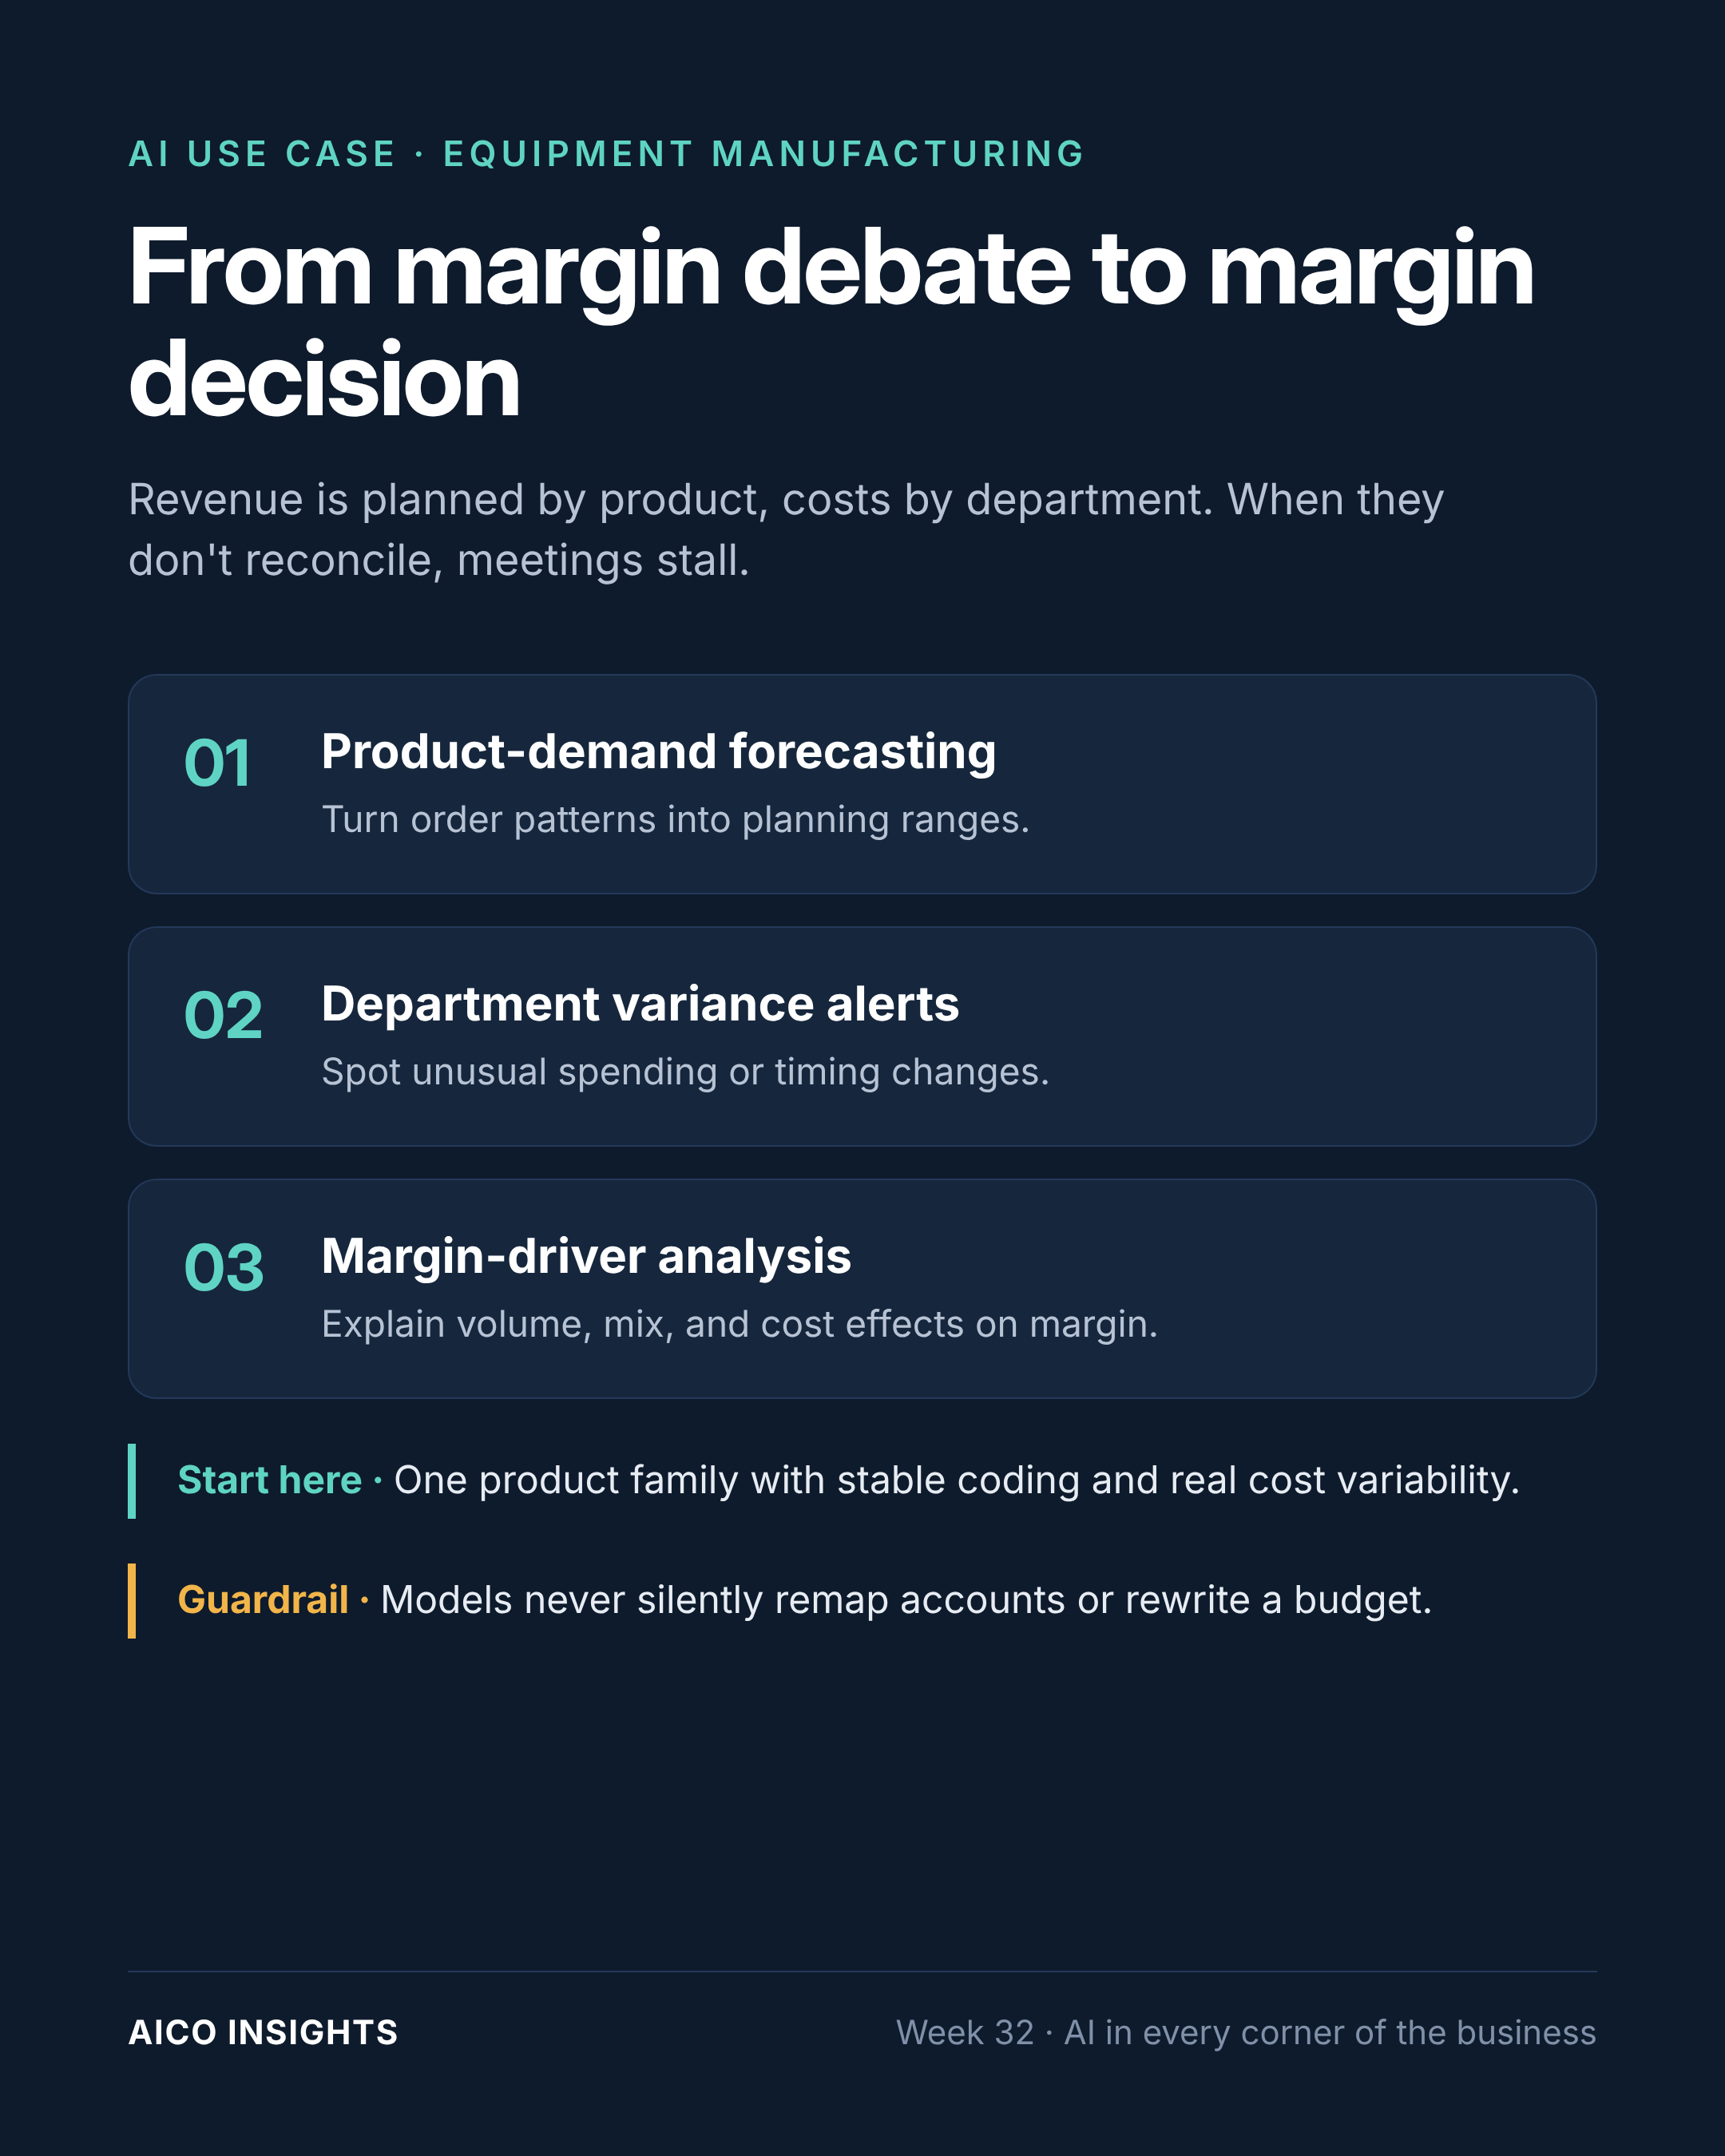 AI USE CASE · EQUIPMENT MANUFACTURING
From margin debate to margin
decision
Revenue is planned by product, costs by department. When they
don't reconcile, meetings stall.
01
Product-demand forecasting
Turn order patterns into planning ranges.
02
Department variance alerts
Spot unusual spending or timing changes.
03
Margin-driver analysis
Explain volume, mix, and cost effects on margin.
Start here · One product family with stable coding and real cost variability.
Guardrail · Models never silently remap accounts or rewrite a budget.
AICO INSIGHTS
Week 32 · AI in every corner of the business